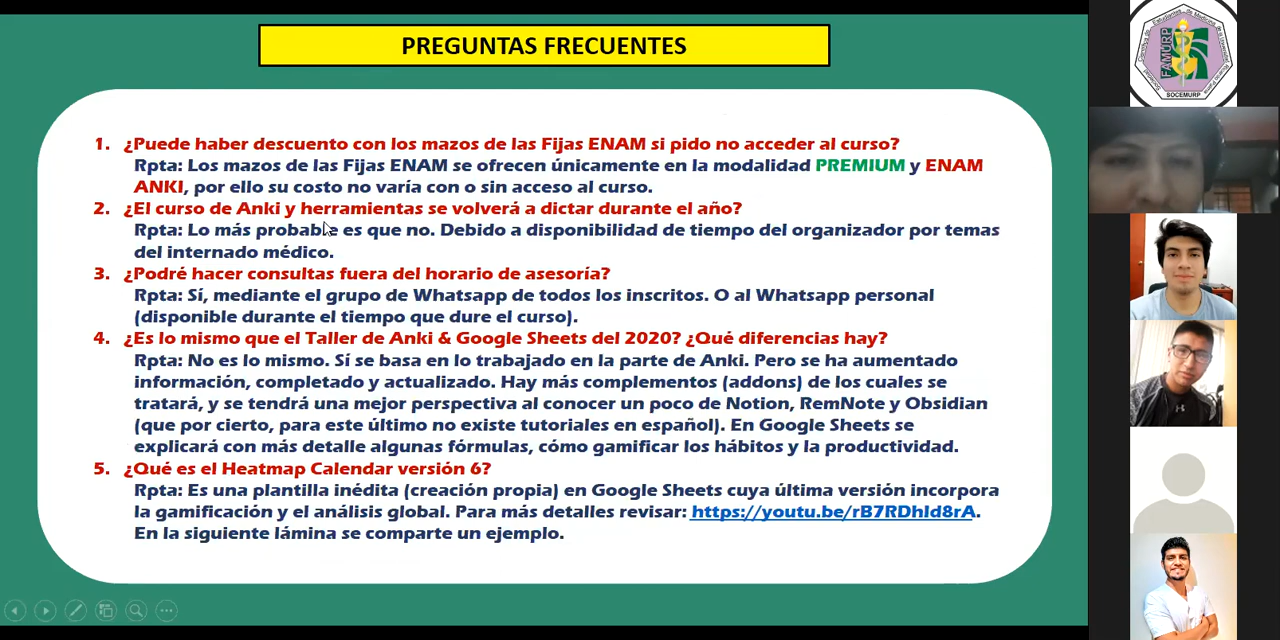 PREGUNTAS FRECUENTES
1. ¿Puede haber descuento con los mazos de las Fijas ENAM si pido no acceder al curso?
Rpta: Los mazos de las Fijas ENAM se ofrecen únicamente en la modalidad PREMIUM y ENAM
ANKI, por ello su costo no varía con o sin acceso al curso.
2. ¿El curso de Anki y herramientas se volverá a dictar durante el año?
Rpta: Lo más probable es que no. Debido a disponibilidad de tiempo del organizador por temas
del internado médico.
3. ¿Podré hacer consultas fuera del horario de asesoría?
Rpta: Sí, mediante el grupo de Whatsapp de todos los inscritos. O al Whatsapp personal
(disponible durante el tiempo que dure el curso).
4. ¿Es lo mismo que el Taller de Anki & Google Sheets del 2020? ¿Qué diferencias hay?
Rpta: No es lo mismo. Sí se basa en lo trabajado en la parte de Anki. Pero se ha aumentado
información, completado y actualizado. Hay más complementos (addons) de los cuales se
tratará, y se tendrá una mejor perspectiva al conocer un poco de Notion, RemNote y Obsidian
(que por cierto, para este último no existe tutoriales en español). En Google Sheets se
explicará con más detalle algunas fórmulas, cómo gamificar los hábitos y la productividad.
5. ¿Qué es el Heatmap Calendar versión 6?
Rpta: Es una plantilla inédita (creación propia) en Google Sheets cuya última versión incorpora
la gamificación y el análisis global. Para más detalles revisar: https://youtu.be/rB7RDhId8rA.
En la siguiente lámina se comparte un ejemplo.
FAMURP
SOCEMURP